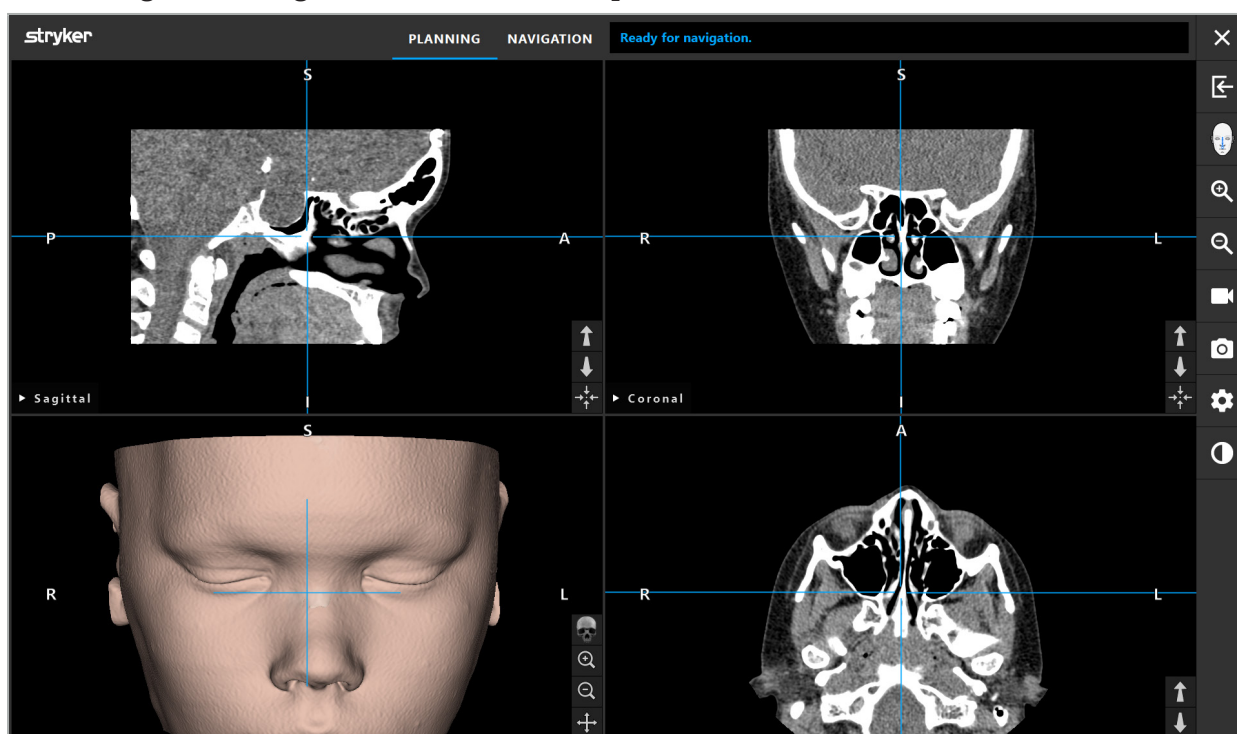 stryker
PLANNING
NAVIGATION
Ready for navigation.
S
P
A
I
Sagittal
S
R
L
I
Coronal
S
R
L
A
R
L